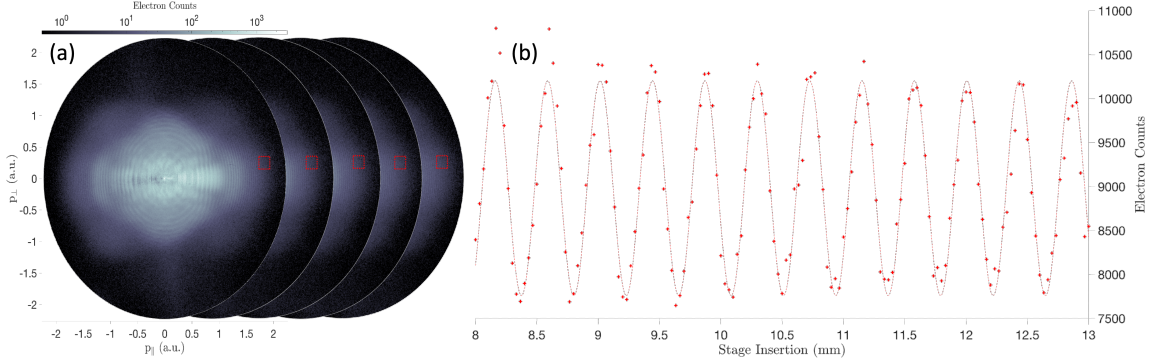 Electron Counts
10^0 10^1 10^2 10^3
(a)
2
1.5
1
0.5
0
-0.5
-1
-1.5
-2
p⊥ (a.u.)
-2 -1.5 -1 0.5 0 0.5 1 1.5 2
p∥ (a.u.)
(b)
11000
10500
10000
9500
9000
8500
8000
7500
Electron Counts
8 8.5 9 9.5 10 10.5 11 11.5 12 12.5 13
Stage Insertion (mm)